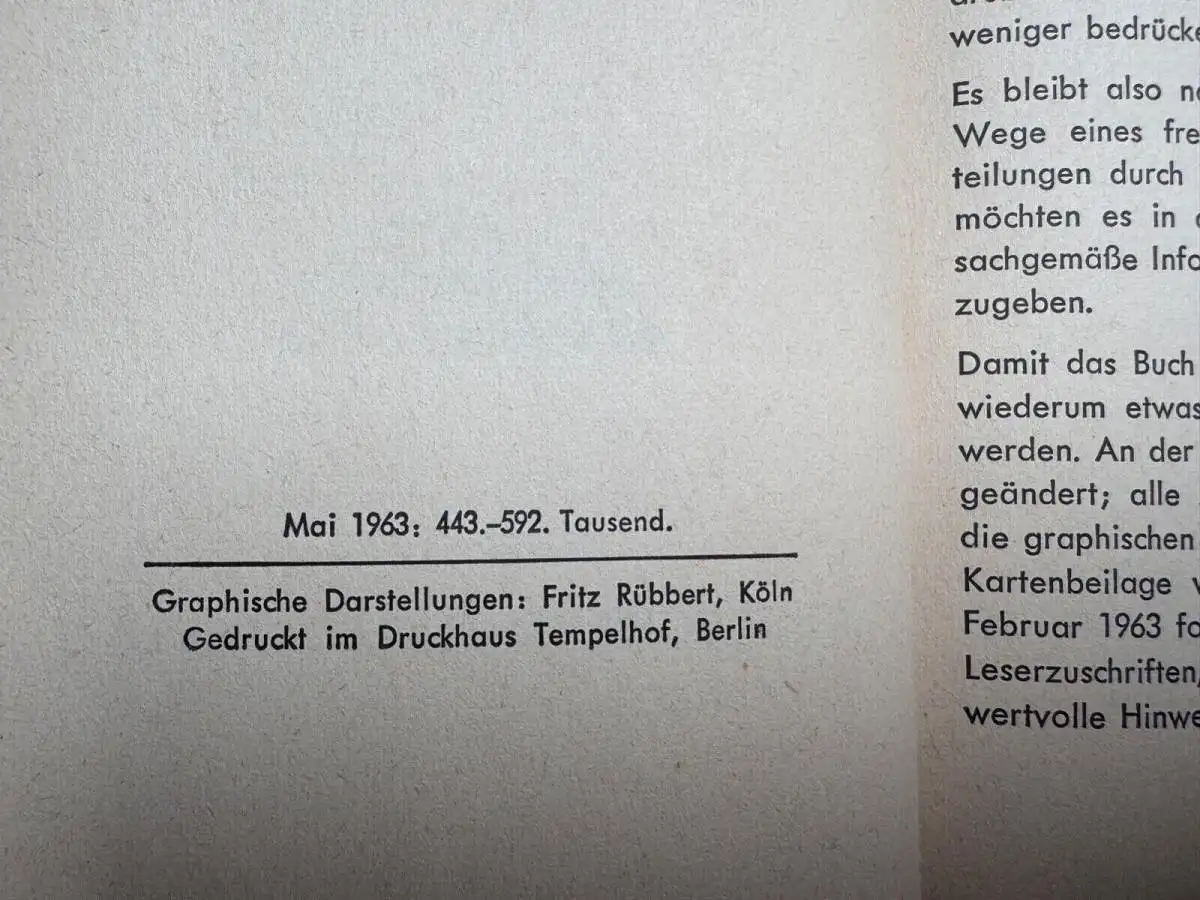 Mai 1963: 443.–592. Tausend.
Graphische Darstellungen: Fritz Rübbert, Köln
Gedruckt im Druckhaus Tempelhof, Berlin
weniger
Es bleibt also
Wege eines
teilungen durch
möchten es in
sachgemäße
zugeben.
Damit das Buch
wiederum
werden. An der
geändert; alle
die graphischen
Kartenbeilage
Februar 1963
Leserzuschriften,
wertvolle